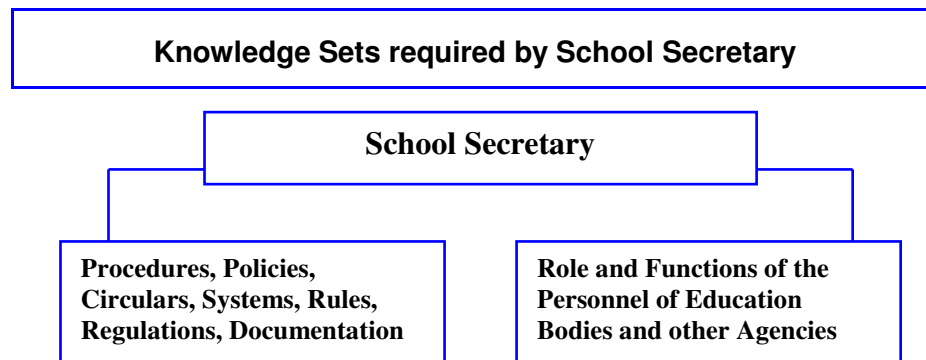 Knowledge Sets required by School Secretary
School Secretary
Procedures, Policies,
Circulars, Systems, Rules,
Regulations, Documentation
Role and Functions of the
Personnel of Education
Bodies and other Agencies